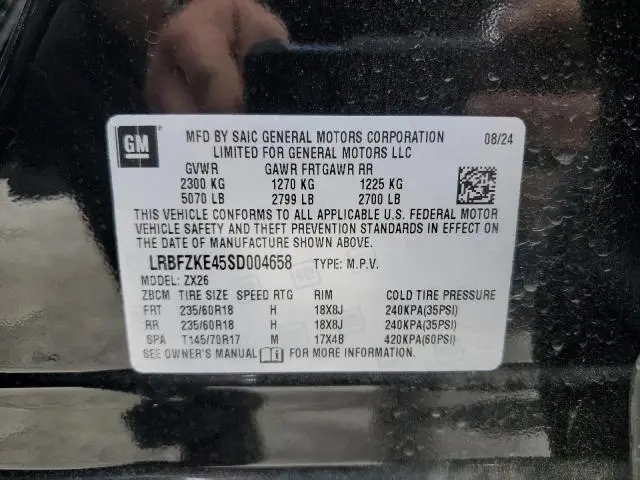 GM
MFD BY SAIC GENERAL MOTORS CORPORATION 08/24
LIMITED FOR GENERAL MOTORS LLC
GVWR GAWR FRTGAWR RR
2300 KG 1270 KG 1225 KG
5070 LB 2799 LB 2700 LB
THIS VEHICLE CONFORMS TO ALL APPLICABLE U.S. FEDERAL MOTOR
VEHICLE SAFETY AND THEFT PREVENTION STANDARDS IN EFFECT
ON THE DATE OF MANUFACTURE SHOWN ABOVE.
LRBFZKE45SD004658 TYPE: M.P.V.
MODEL: ZX26
ZBCM TIRE SIZE SPEED RTG RIM COLD TIRE PRESSURE
FRT 235/60R18 H 18X8J 240KPA(35PSI)
RR 235/60R18 H 18X8J 240KPA(35PSI)
SPA T145/70R17 M 17X4B 420KPA(60PSI)
SEE OWNER'S MANUAL i FOR MORE INFORMATION